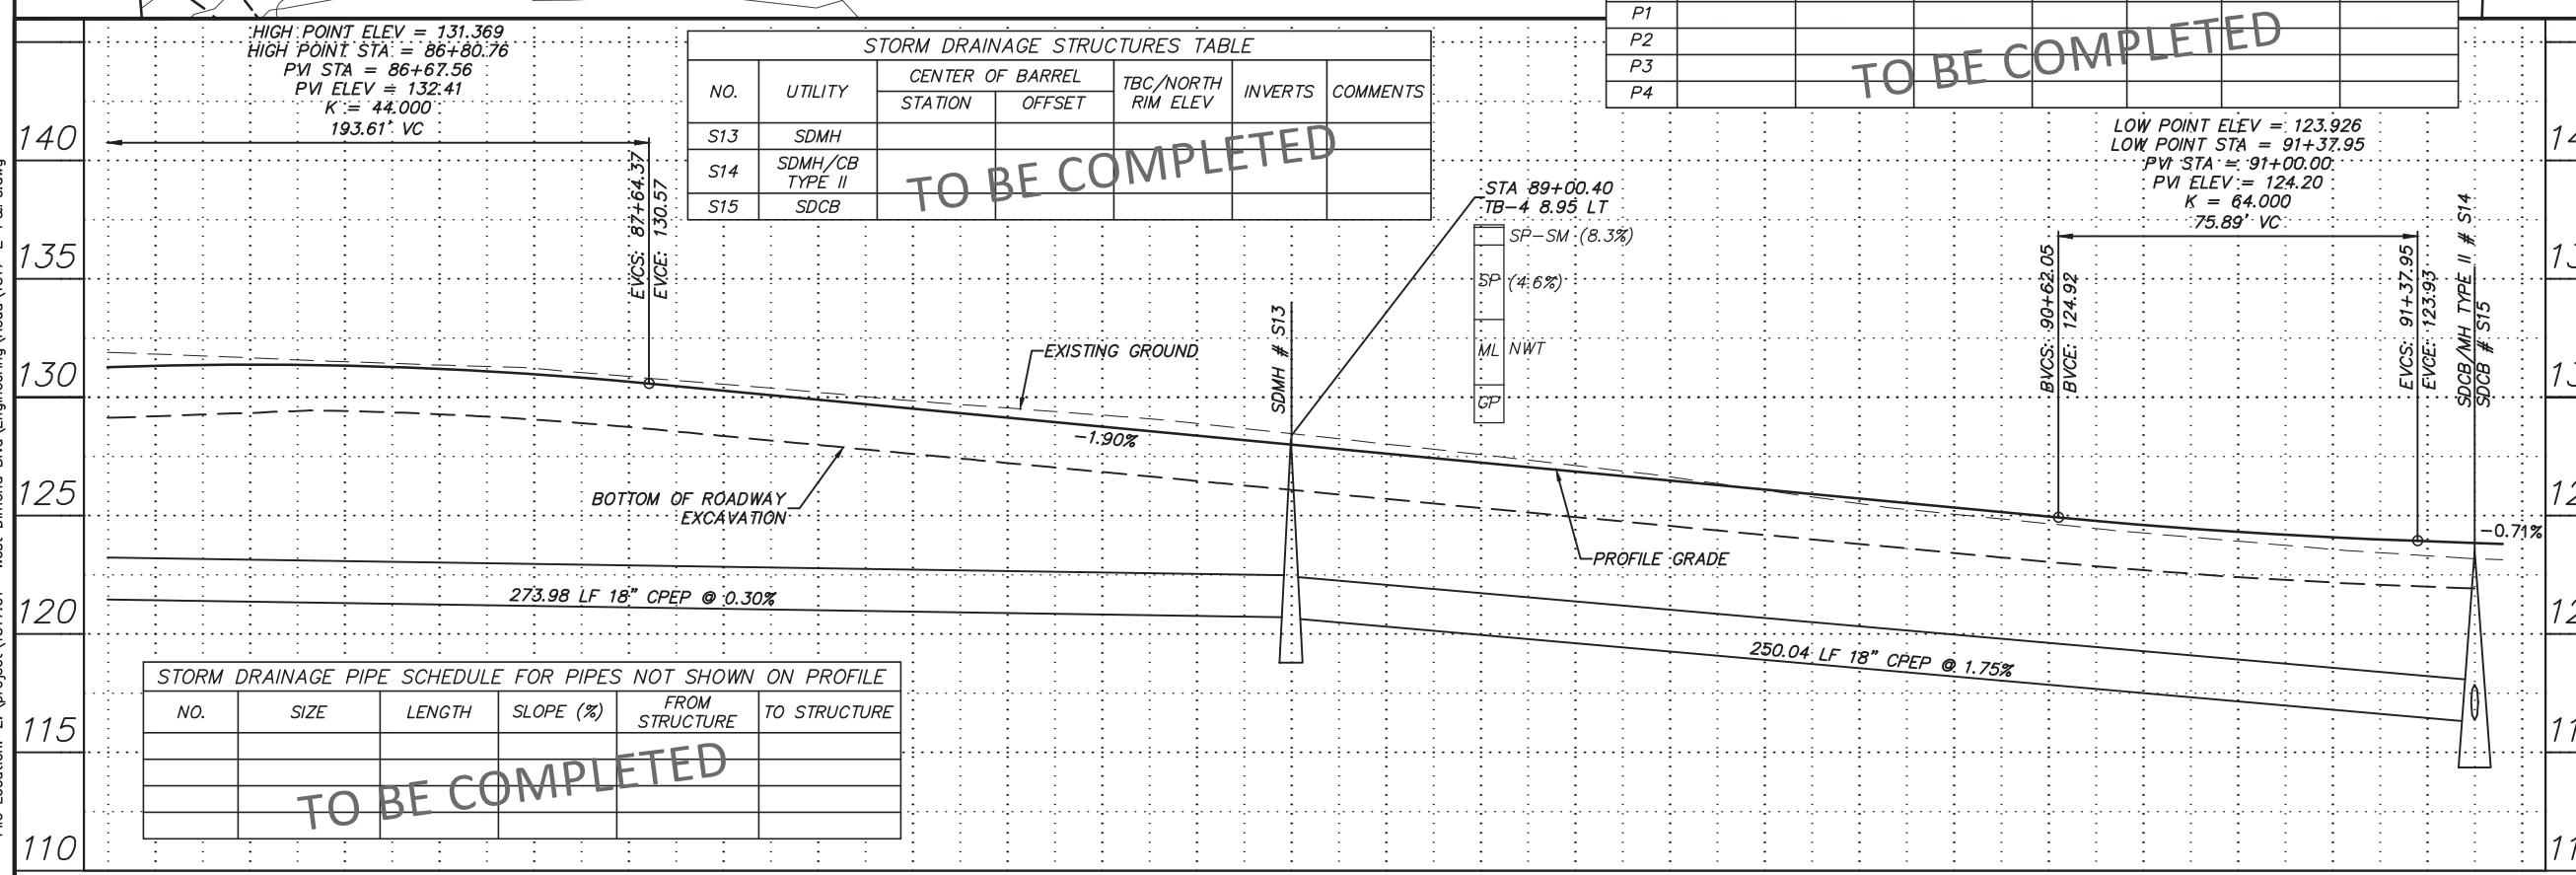 HIGH POINT ELEV = 131.369
HIGH POINT STA = 86+80.76
PVI STA = 86+67.56
PVI ELEV = 132.41
K = 44.000
193.61' VC
EVCS: 87+64.37
EVCE: 130.57
STORM DRAINAGE STRUCTURES TABLE
NO. UTILITY CENTER OF BARREL TBC/NORTH RIM ELEV INVERTS COMMENTS
STATION OFFSET
S13 SDMH
S14 SDMH/CB TYPE II
S15 SDCB
TO BE COMPLETED
P1
P2
P3
P4
TO BE COMPLETED
STA 89+00.40
TB-4 8.95 LT
SP-SM (8.3%)
SP (4.6%)
ML NWT
GP
LOW POINT ELEV = 123.926
LOW POINT STA = 91+37.95
PVI STA = 91+00.00
PVI ELEV = 124.20
K = 64.000
75.89' VC
BVCS: 90+62.05
BVCE: 124.92
EVCS: 91+37.95
EVCE: 123.93
SDCB/MH TYPE II # S14
SDCB # S15
SDMH # S13
140
135
130
125
120
115
110
EXISTING GROUND
-1.90%
BOTTOM OF ROADWAY
EXCAVATION
PROFILE GRADE
-0.71%
273.98 LF 18" CPEP @ 0.30%
250.04 LF 18" CPEP @ 1.75%
STORM DRAINAGE PIPE SCHEDULE FOR PIPES NOT SHOWN ON PROFILE
NO. SIZE LENGTH SLOPE (%) FROM STRUCTURE TO STRUCTURE
TO BE COMPLETED